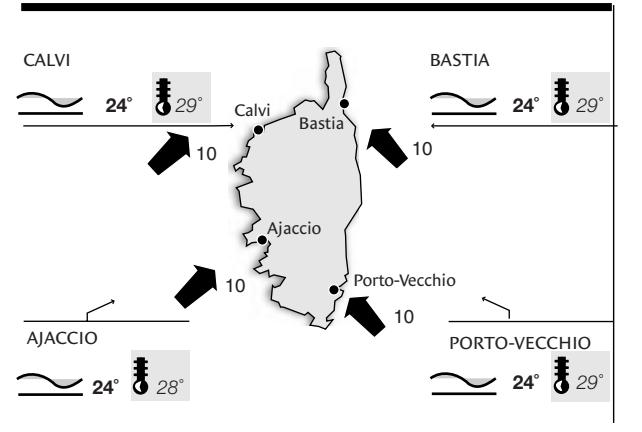 CALVI
24° 29°
BASTIA
24° 29°
Calvi
Bastia
10
10
Ajaccio
Porto-Vecchio
10
10
AJACCIO
24° 28°
PORTO-VECCHIO
24° 29°